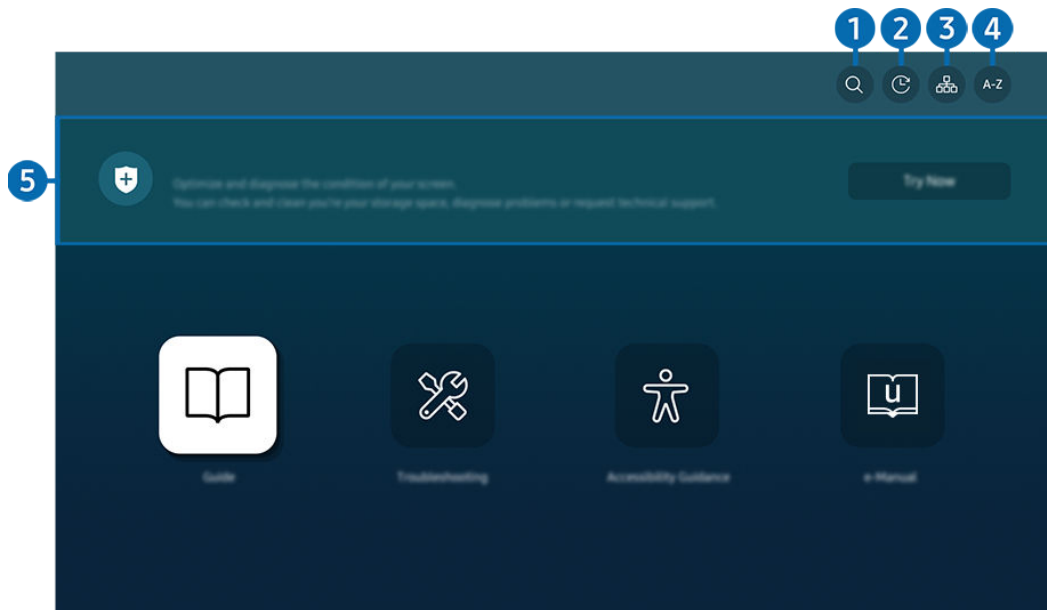 1 2 3 4
A-Z
5
Optimize and diagnose the condition of your screen.
Try Now
You can check and clean you're your storage space, diagnose problems or request technical support.
u
Guide Troubleshooting Accessibility Guidance e-Manual